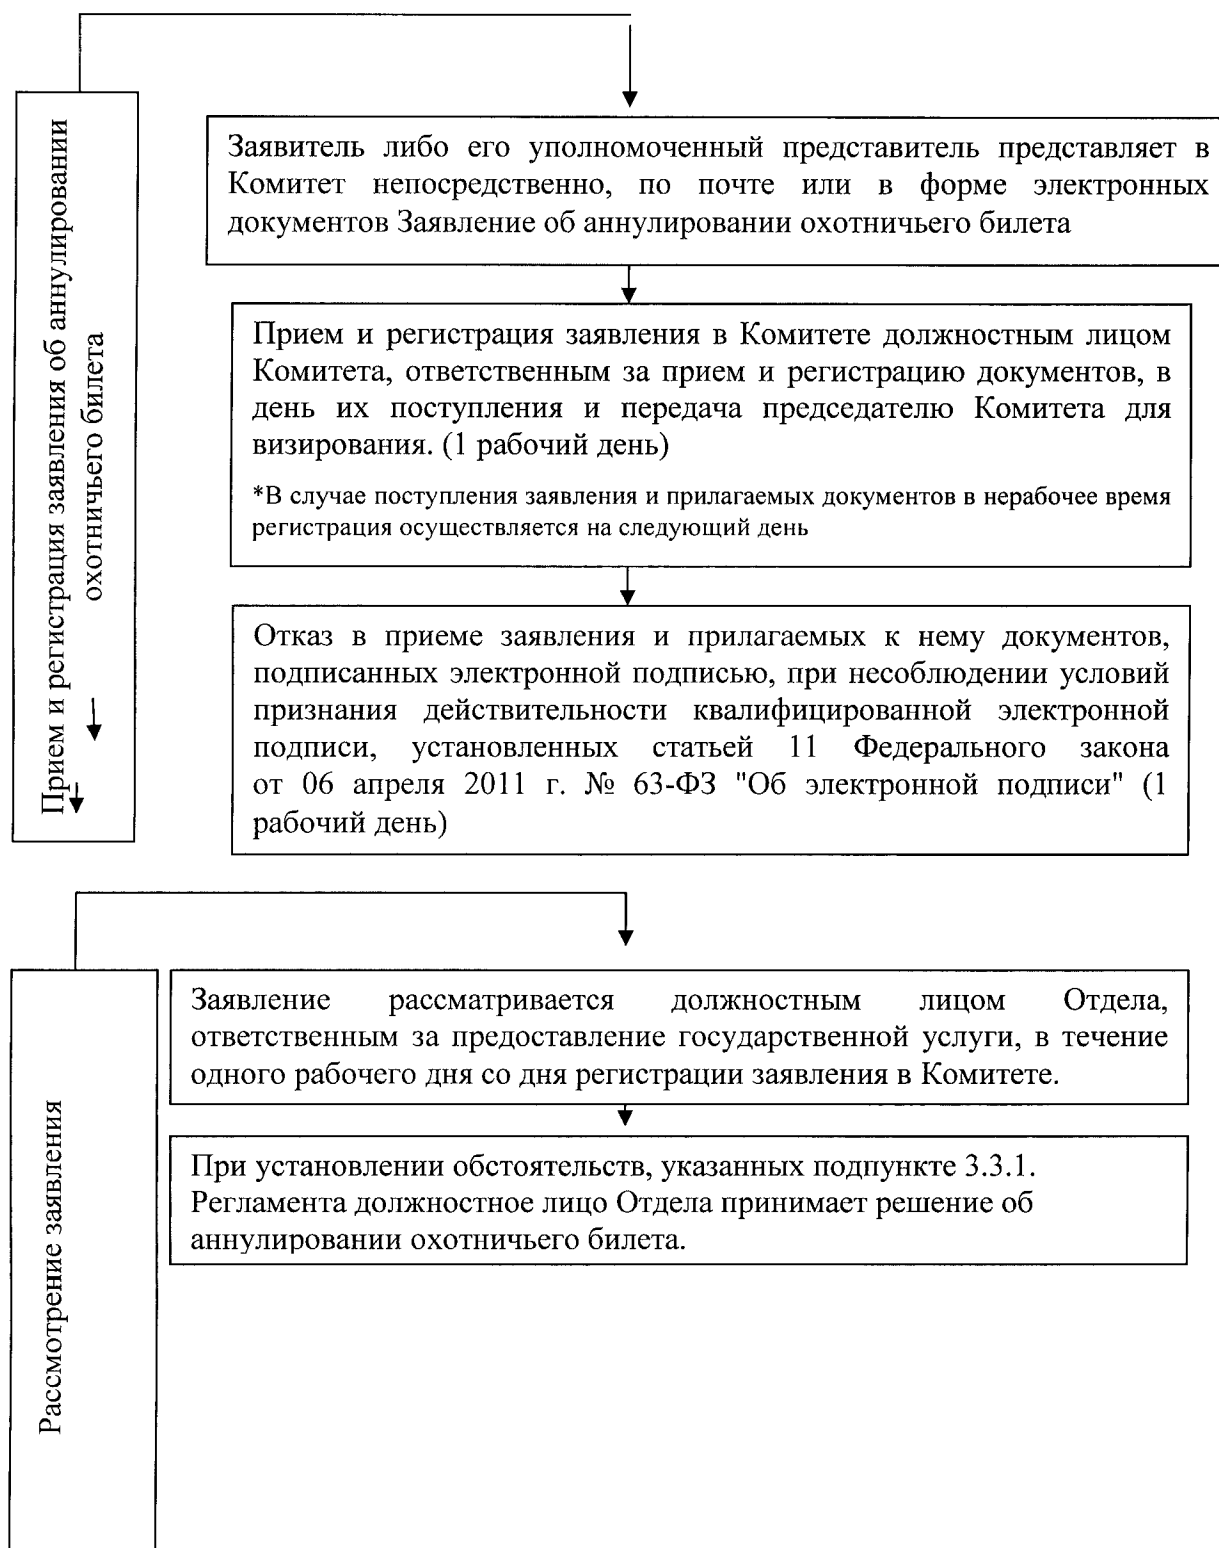 Прием и регистрация заявления об аннулировании
охотничьего билета
Заявитель либо его уполномоченный представитель представляет в
Комитет непосредственно, по почте или в форме электронных
документов Заявление об аннулировании охотничьего билета
Прием и регистрация заявления в Комитете должностным лицом
Комитета, ответственным за прием и регистрацию документов, в
день их поступления и передача председателю Комитета для
визирования. (1 рабочий день)
*В случае поступления заявления и прилагаемых документов в нерабочее время
регистрация осуществляется на следующий день
Отказ в приеме заявления и прилагаемых к нему документов,
подписанных электронной подписью, при несоблюдении условий
признания действительности квалифицированной электронной
подписи, установленных статьей 11 Федерального закона
от 06 апреля 2011 г. № 63-ФЗ "Об электронной подписи" (1
рабочий день)
Рассмотрение заявления
Заявление рассматривается должностным лицом Отдела,
ответственным за предоставление государственной услуги, в течение
одного рабочего дня со дня регистрации заявления в Комитете.
При установлении обстоятельств, указанных подпункте 3.3.1.
Регламента должностное лицо Отдела принимает решение об
аннулировании охотничьего билета.